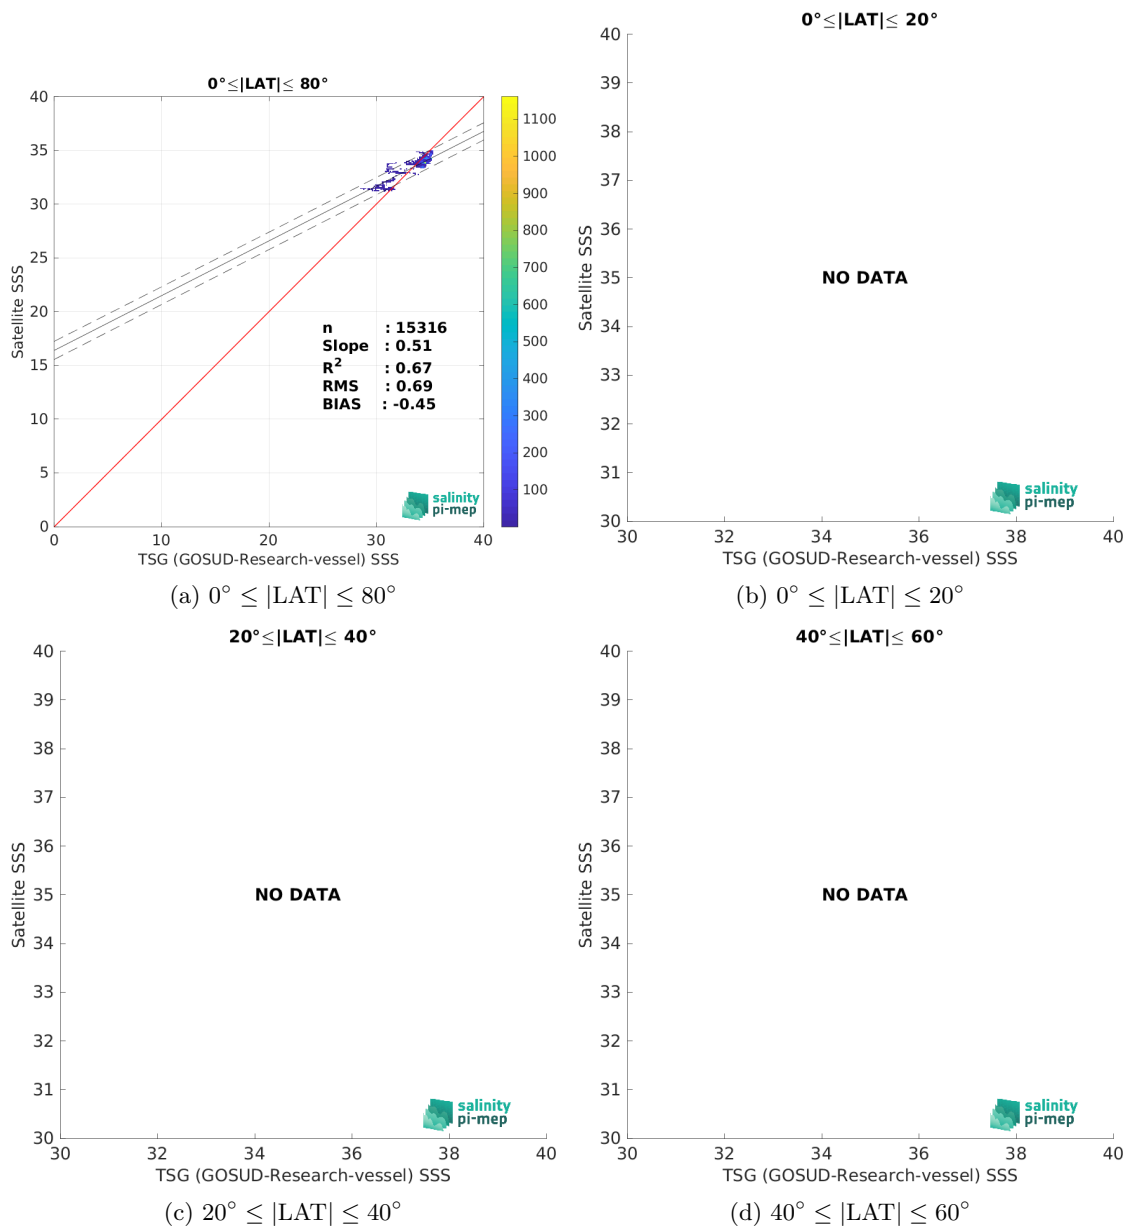 0°≤|LAT|≤ 80°
40
35
30
25
20
15
10
5
0
0
10
20
30
40
Satellite SSS
TSG (GOSUD-Research-vessel) SSS
n : 15316
Slope : 0.51
R² : 0.67
RMS : 0.69
BIAS : -0.45
salinity
pi-mep
1100
1000
900
800
700
600
500
400
300
200
100
(a) 0° ≤ |LAT| ≤ 80°
0°≤|LAT|≤ 20°
40
39
38
37
36
35
34
33
32
31
30
30
32
34
36
38
40
Satellite SSS
NO DATA
salinity
pi-mep
TSG (GOSUD-Research-vessel) SSS
(b) 0° ≤ |LAT| ≤ 20°
20°≤|LAT|≤ 40°
40
39
38
37
36
35
34
33
32
31
30
30
32
34
36
38
40
Satellite SSS
NO DATA
salinity
pi-mep
TSG (GOSUD-Research-vessel) SSS
(c) 20° ≤ |LAT| ≤ 40°
40°≤|LAT|≤ 60°
40
39
38
37
36
35
34
33
32
31
30
30
32
34
36
38
40
Satellite SSS
NO DATA
salinity
pi-mep
TSG (GOSUD-Research-vessel) SSS
(d) 40° ≤ |LAT| ≤ 60°